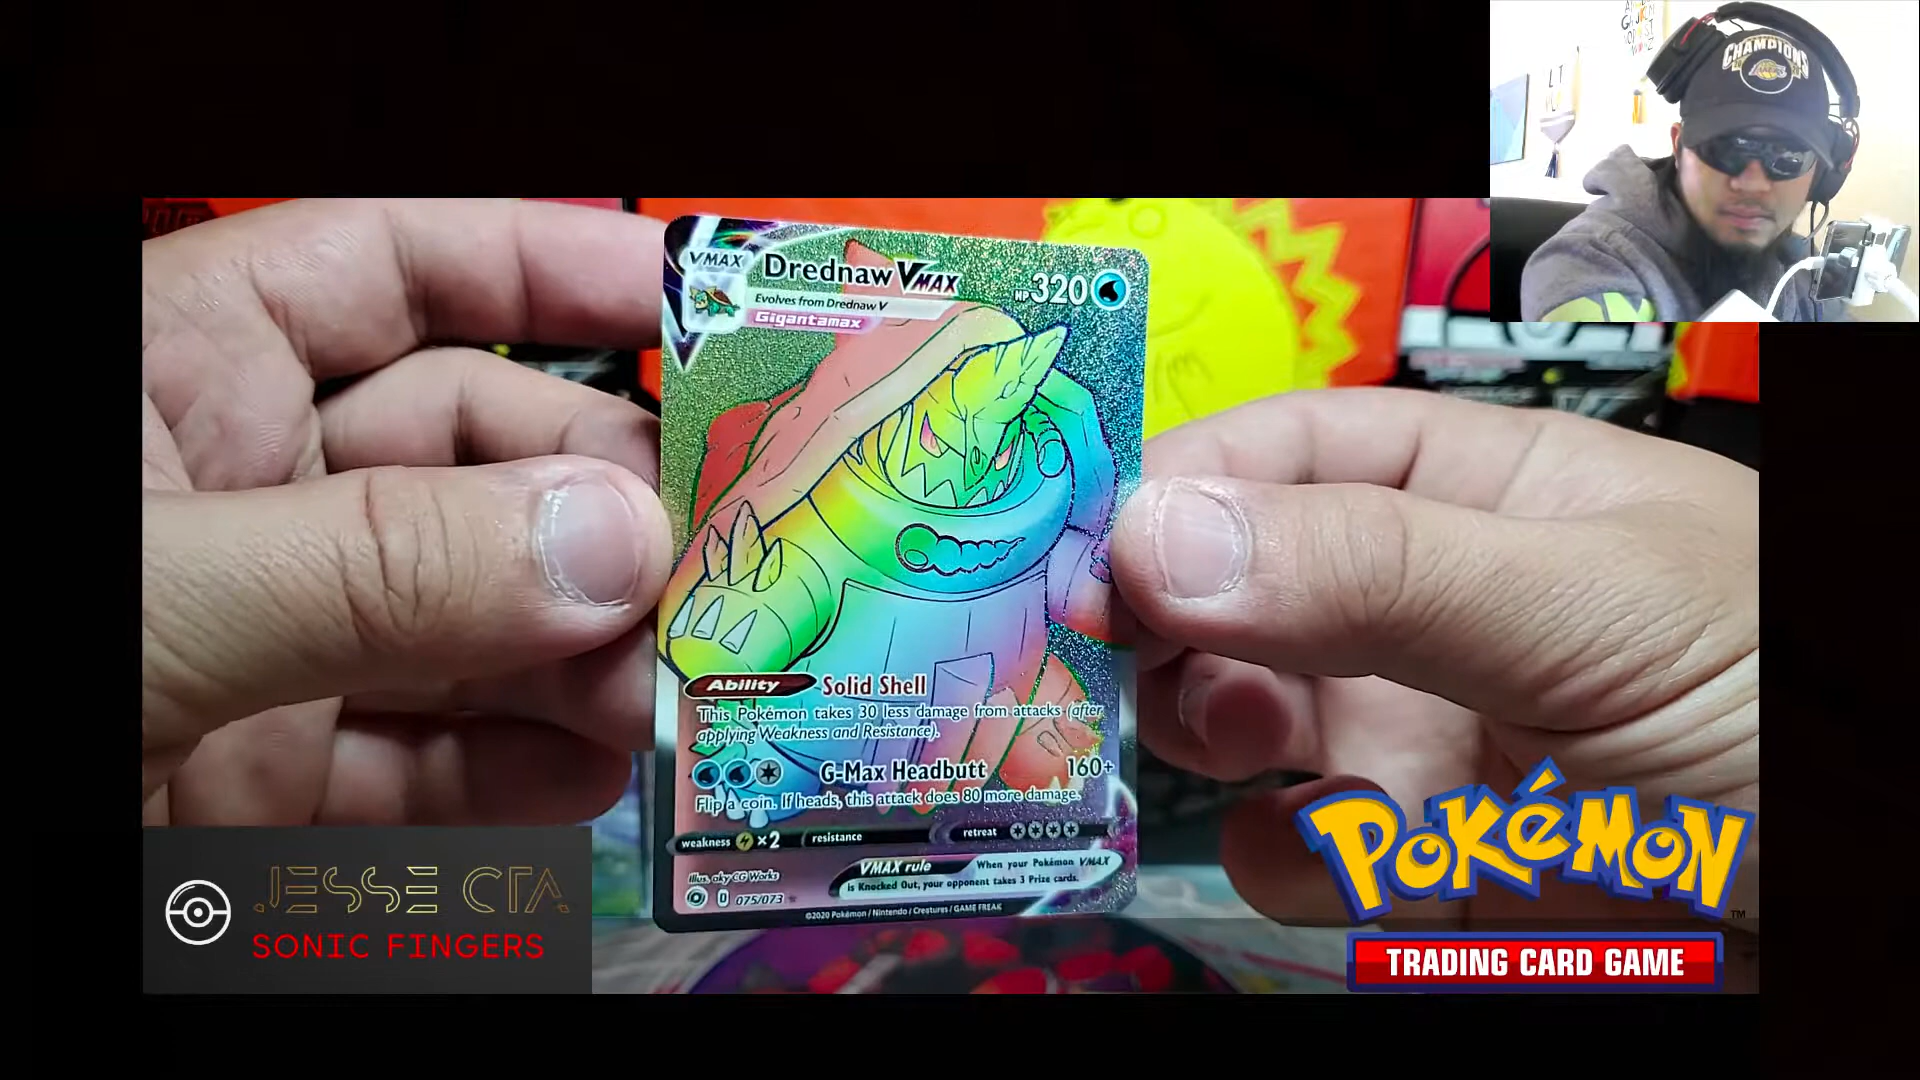 CHAMPIONS
VMAX
Drednaw VMAX
HP 320
Evolves from Drednaw V
Gigantamax
Ability Solid Shell
This Pokémon takes 30 less damage from attacks (after
applying Weakness and Resistance).
G-Max Headbutt 160+
Flip a coin. If heads, this attack does 80 more damage.
weakness ×2 resistance retreat
VMAX rule When your Pokémon VMAX
is Knocked Out, your opponent takes 3 Prize cards.
Illus. aky CG Works
D 075/073
©2020 Pokémon / Nintendo / Creatures / GAME FREAK
JESSE CTA
SONIC FINGERS
POKéMON
TM
TRADING CARD GAME